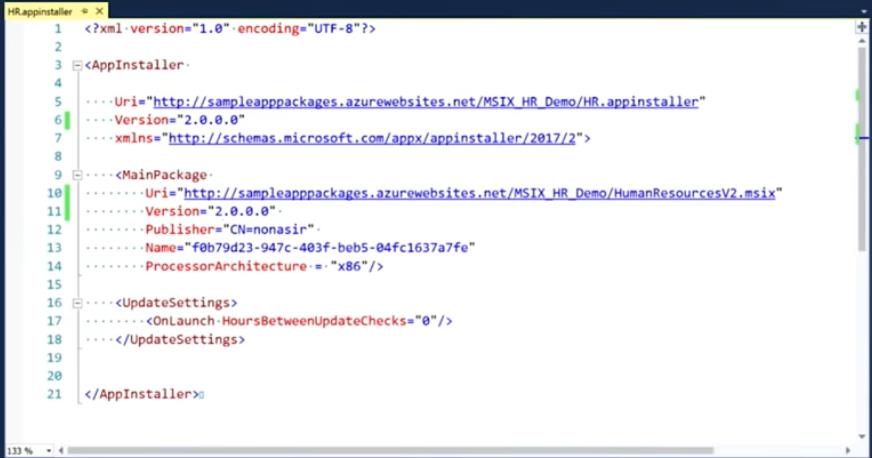 HR.appinstaller
1 <?xml version="1.0" encoding="UTF-8"?>
2
3 <AppInstaller
4
5 Uri="http://sampleapppackages.azurewebsites.net/MSIX_HR_Demo/HR.appinstaller"
6 Version="2.0.0.0"
7 xmlns="http://schemas.microsoft.com/appx/appinstaller/2017/2">
8
9 <MainPackage
10 Uri="http://sampleapppackages.azurewebsites.net/MSIX_HR_Demo/HumanResourcesV2.msix"
11 Version="2.0.0.0"
12 Publisher="CN=nonasir"
13 Name="f0b79d23-947c-403f-beb5-04fc1637a7fe"
14 ProcessorArchitecture = "x86"/>
15
16 <UpdateSettings>
17 <OnLaunch HoursBetweenUpdateChecks="0"/>
18 </UpdateSettings>
19
20
21 </AppInstaller>
133 %